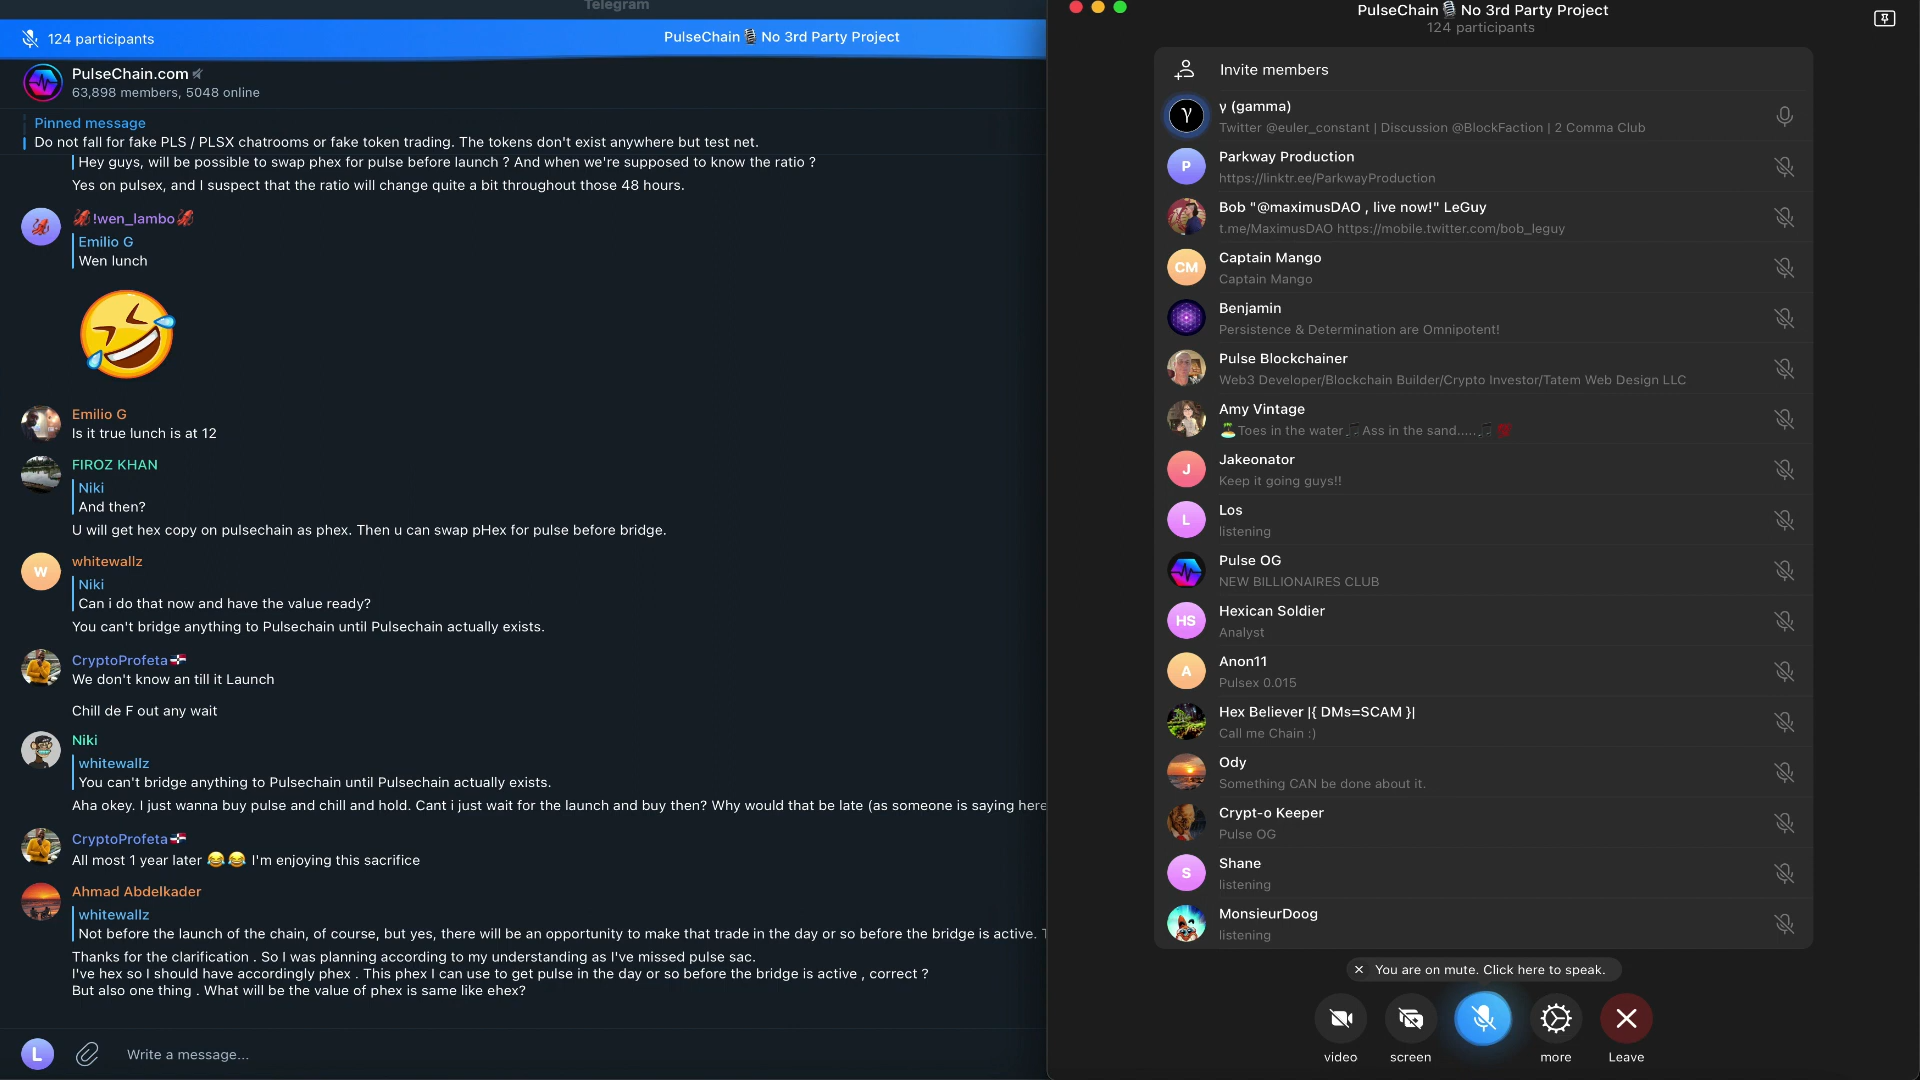 Telegram
124 participants
PulseChain🎙️No 3rd Party Project
PulseChain.com
63,898 members, 5048 online
Pinned message
Do not fall for fake PLS / PLSX chatrooms or fake token trading. The tokens don't exist anywhere but test net.
Hey guys, will be possible to swap phex for pulse before launch ? And when we're supposed to know the ratio ?
Yes on pulsex, and I suspect that the ratio will change quite a bit throughout those 48 hours.
🦑!wen_lambo🦑
Emilio G
Wen lunch
🤣
Emilio G
Is it true lunch is at 12
FIROZ KHAN
Niki
And then?
U will get hex copy on pulsechain as phex. Then u can swap pHex for pulse before bridge.
W
whitewallz
Niki
Can i do that now and have the value ready?
You can't bridge anything to Pulsechain until Pulsechain actually exists.
CryptoProfeta🇩🇴
We don't know an till it Launch
Chill de F out any wait
Niki
whitewallz
You can't bridge anything to Pulsechain until Pulsechain actually exists.
Aha okey. I just wanna buy pulse and chill and hold. Cant i just wait for the launch and buy then? Why would that be late (as someone is saying here
CryptoProfeta🇩🇴
All most 1 year later 😂😂 I'm enjoying this sacrifice
Ahmad Abdelkader
whitewallz
Not before the launch of the chain, of course, but yes, there will be an opportunity to make that trade in the day or so before the bridge is active.
Thanks for the clarification . So I was planning according to my understanding as I've missed pulse sac.
I've hex so I should have accordingly phex . This phex I can use to get pulse in the day or so before the bridge is active , correct ?
But also one thing . What will be the value of phex is same like ehex?
L
Write a message...
PulseChain🎙️No 3rd Party Project
124 participants
Invite members
γ
γ (gamma)
Twitter @euler_constant | Discussion @BlockFaction | 2 Comma Club
P
Parkway Production
https://linktr.ee/ParkwayProduction
Bob "@maximusDAO , live now!" LeGuy
t.me/MaximusDAO https://mobile.twitter.com/bob_leguy
CM
Captain Mango
Captain Mango
Benjamin
Persistence & Determination are Omnipotent!
Pulse Blockchainer
Web3 Developer/Blockchain Builder/Crypto Investor/Tatem Web Design LLC
Amy Vintage
🏝️Toes in the water🎵Ass in the sand.....🎵💯
J
Jakeonator
Keep it going guys!!
L
Los
listening
Pulse OG
NEW BILLIONAIRES CLUB
HS
Hexican Soldier
Analyst
A
Anon11
Pulsex 0.015
Hex Believer |{ DMs=SCAM }|
Call me Chain :)
Ody
Something CAN be done about it.
Crypt-o Keeper
Pulse OG
S
Shane
listening
MonsieurDoog
listening
You are on mute. Click here to speak.
video
screen
more
Leave